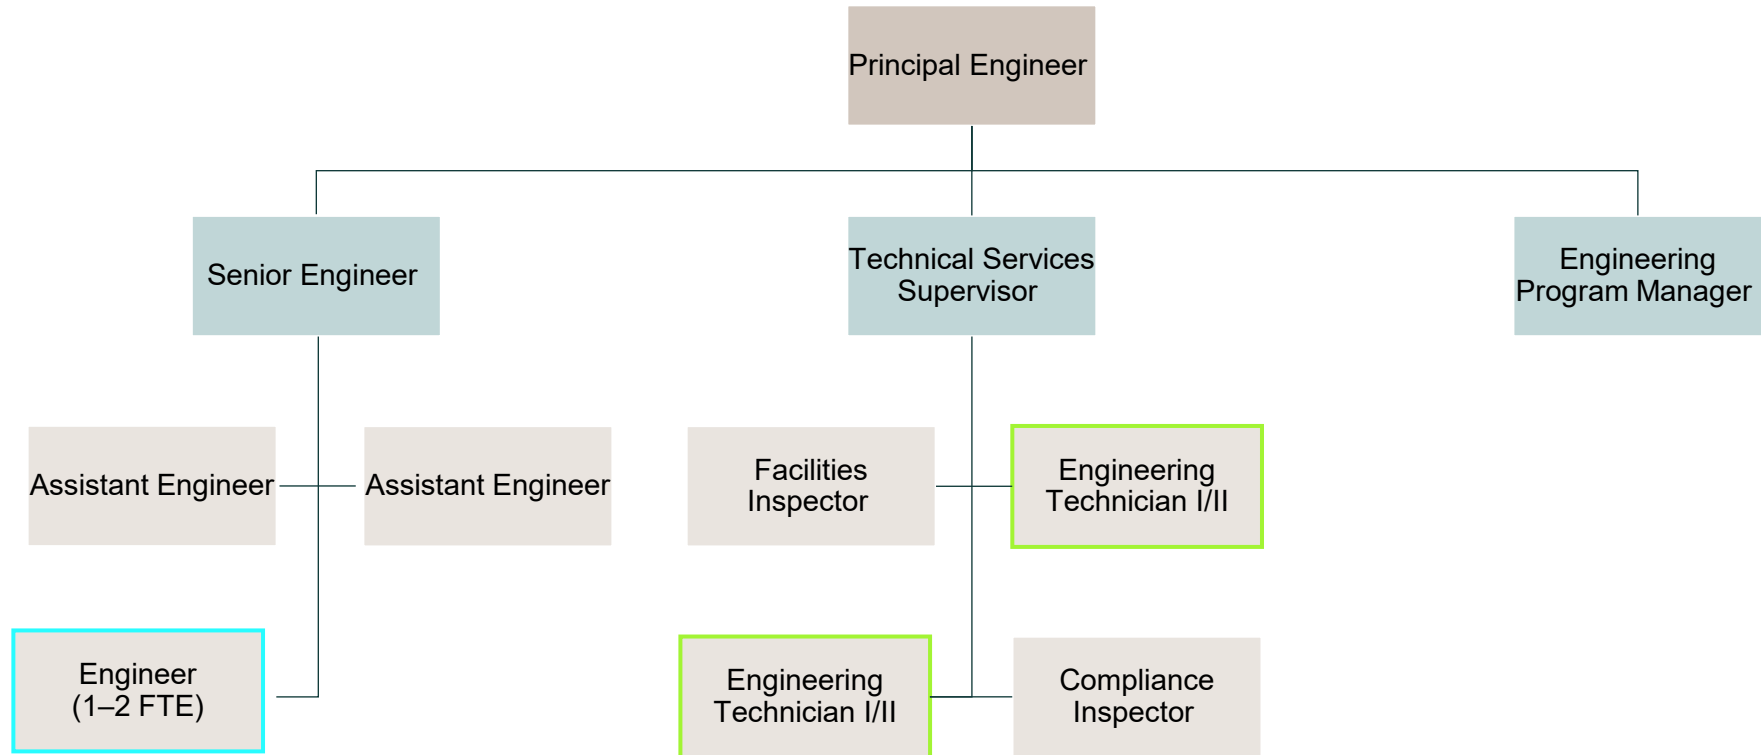 Principal Engineer
Senior Engineer
Technical Services
Supervisor
Engineering
Program Manager
Assistant Engineer
Assistant Engineer
Facilities
Inspector
Engineering
Technician I/II
Engineer
(1–2 FTE)
Engineering
Technician I/II
Compliance
Inspector